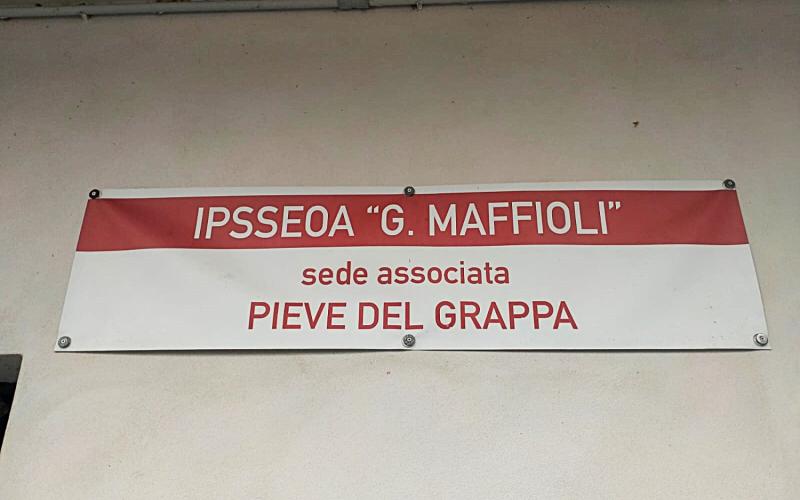 IPSSEOA “G. MAFFIOLI”
sede associata
PIEVE DEL GRAPPA